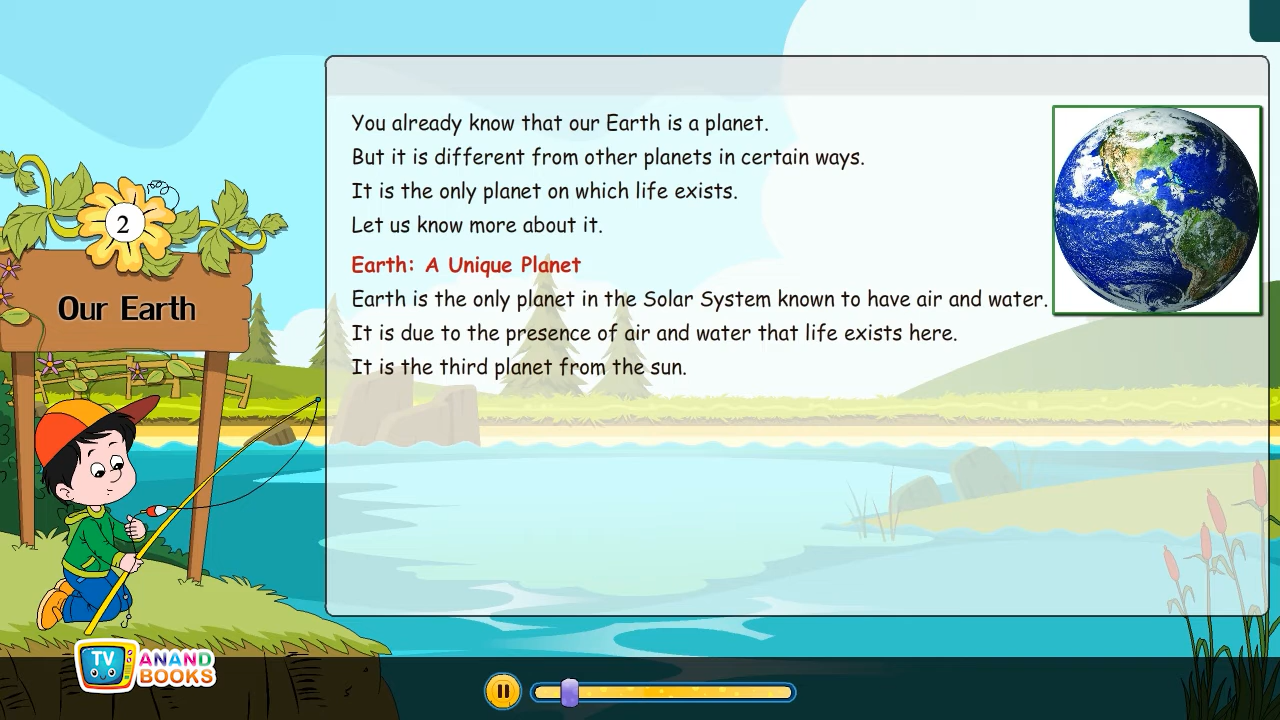 You already know that our Earth is a planet.
But it is different from other planets in certain ways.
It is the only planet on which life exists.
Let us know more about it.
Earth: A Unique Planet
Earth is the only planet in the Solar System known to have air and water.
It is due to the presence of air and water that life exists here.
It is the third planet from the sun.
2
Our Earth
TV
ANAND
BOOKS